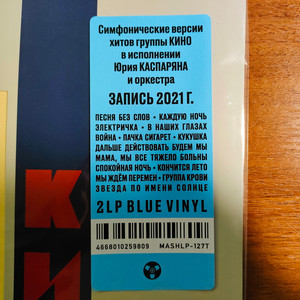 Симфонические версии
хитов группы КИНО
в исполнении
Юрия КАСПАРЯНА
и оркестра
ЗАПИСЬ 2021 Г.
ПЕСНЯ БЕЗ СЛОВ • КАЖДУЮ НОЧЬ
ЭЛЕКТРИЧКА • В НАШИХ ГЛАЗАХ
ВОЙНА • ПАЧКА СИГАРЕТ • КУКУШКА
ДАЛЬШЕ ДЕЙСТВОВАТЬ БУДЕМ МЫ
МАМА, МЫ ВСЕ ТЯЖЕЛО БОЛЬНЫ
СПОКОЙНАЯ НОЧЬ • КОНЧИТСЯ ЛЕТО
МЫ ЖДЁМ ПЕРЕМЕН • ГРУППА КРОВИ
ЗВЕЗДА ПО ИМЕНИ СОЛНЦЕ
2LP BLUE VINYL
4668010259809 MASHLP-127T
КИ